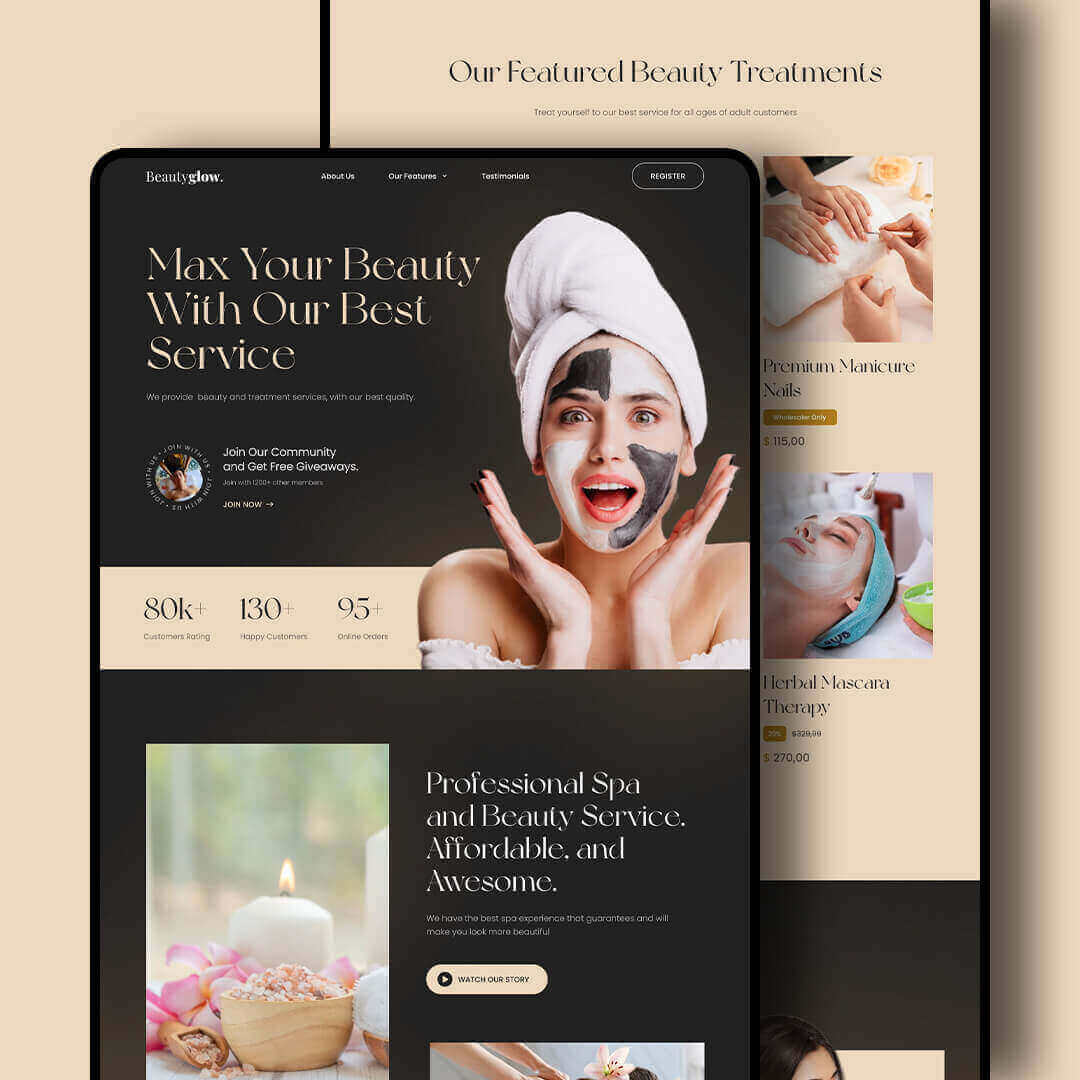 Our Featured Beauty Treatments
Treat yourself to our best service for all ages of adult customers
Beautyglow.
About Us
Our Features
Testimonials
REGISTER
Max Your Beauty
With Our Best
Service
We provide beauty and treatment services, with our best quality.
JOIN WITH US • JOIN WITH US • JOIN WITH US •
Join Our Community
and Get Free Giveaways.
Join with 1200+ other members
JOIN NOW →
80k+
Customers Rating
130+
Happy Customers
95+
Online Orders
Professional Spa
and Beauty Service.
Affordable, and
Awesome.
We have the best spa experience that guarantees and will
make you look more beautiful
WATCH OUR STORY
Premium Manicure
Nails
Wholesaler Only
$ 115,00
Herbal Mascara
Therapy
$329,99
$ 270,00